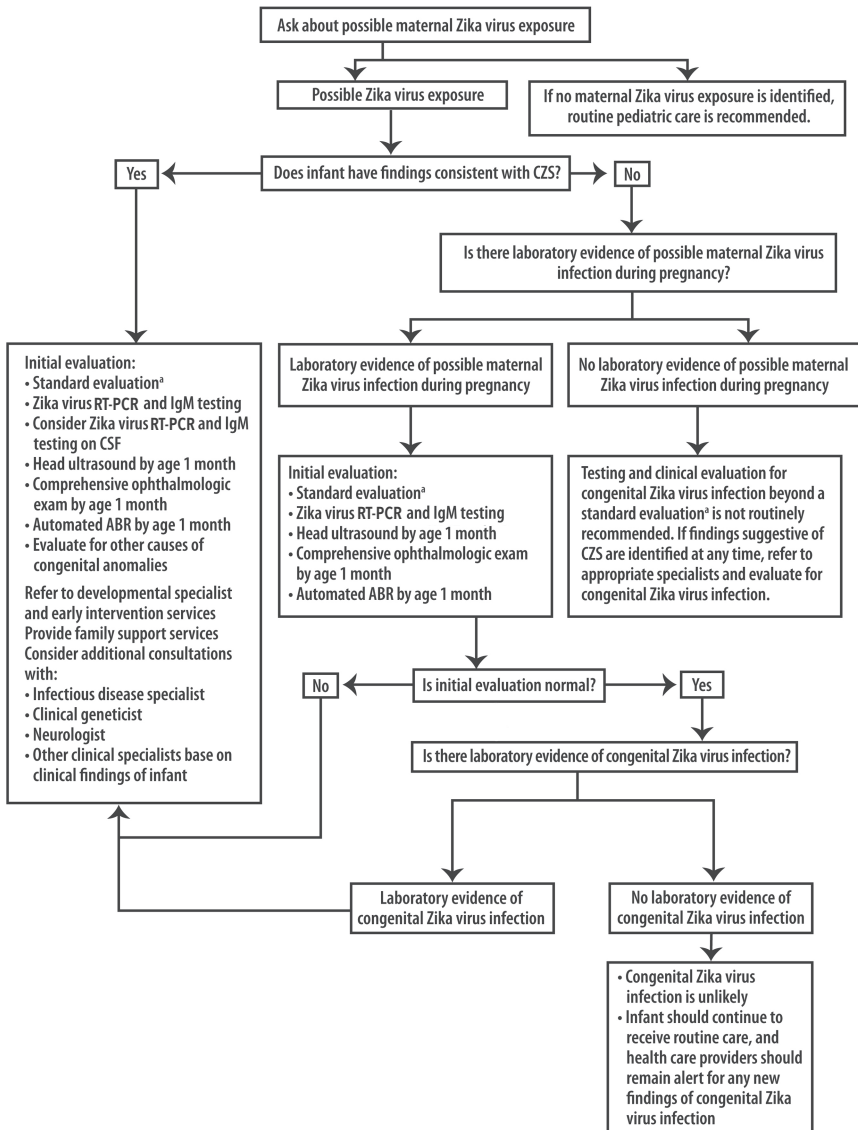 Ask about possible maternal Zika virus exposure
Possible Zika virus exposure
If no maternal Zika virus exposure is identified,
routine pediatric care is recommended.
Yes
Does infant have findings consistent with CZS?
No
Is there laboratory evidence of possible maternal Zika virus
infection during pregnancy?
Initial evaluation:
• Standard evaluationᵃ
• Zika virus RT-PCR and IgM testing
• Consider Zika virus RT-PCR and IgM
testing on CSF
• Head ultrasound by age 1 month
• Comprehensive ophthalmologic
exam by age 1 month
• Automated ABR by age 1 month
• Evaluate for other causes of
congenital anomalies
Refer to developmental specialist
and early intervention services
Provide family support services
Consider additional consultations
with:
• Infectious disease specialist
• Clinical geneticist
• Neurologist
• Other clinical specialists base on
clinical findings of infant
Laboratory evidence of possible maternal
Zika virus infection during pregnancy
No laboratory evidence of possible maternal
Zika virus infection during pregnancy
Initial evaluation:
• Standard evaluationᵃ
• Zika virus RT-PCR and IgM testing
• Head ultrasound by age 1 month
• Comprehensive ophthalmologic exam
by age 1 month
• Automated ABR by age 1 month
Testing and clinical evaluation for
congenital Zika virus infection beyond a
standard evaluationᵃ is not routinely
recommended. If findings suggestive of
CZS are identified at any time, refer to
appropriate specialists and evaluate for
congenital Zika virus infection.
No
Is initial evaluation normal?
Yes
Is there laboratory evidence of congenital Zika virus infection?
Laboratory evidence of
congenital Zika virus infection
No laboratory evidence of
congenital Zika virus infection
• Congenital Zika virus
infection is unlikely
• Infant should continue to
receive routine care, and
health care providers should
remain alert for any new
findings of congenital Zika
virus infection